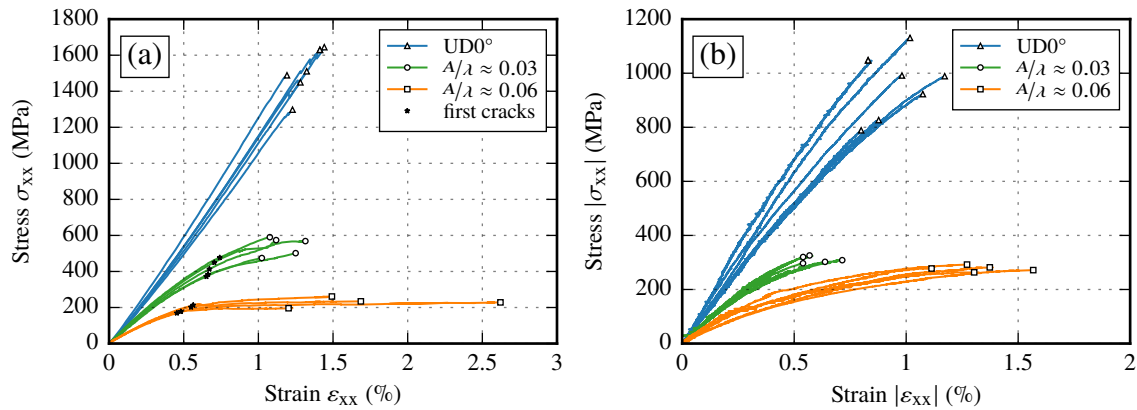 (a)
1800
1600
1400
1200
1000
800
600
400
200
0
0
0.5
1
1.5
2
2.5
3
Stress σxx (MPa)
Strain εxx (%)
UD0°
A/λ ≈ 0.03
A/λ ≈ 0.06
first cracks
(b)
1200
1000
800
600
400
200
0
0
0.5
1
1.5
2
Stress |σxx| (MPa)
Strain |εxx| (%)
UD0°
A/λ ≈ 0.03
A/λ ≈ 0.06